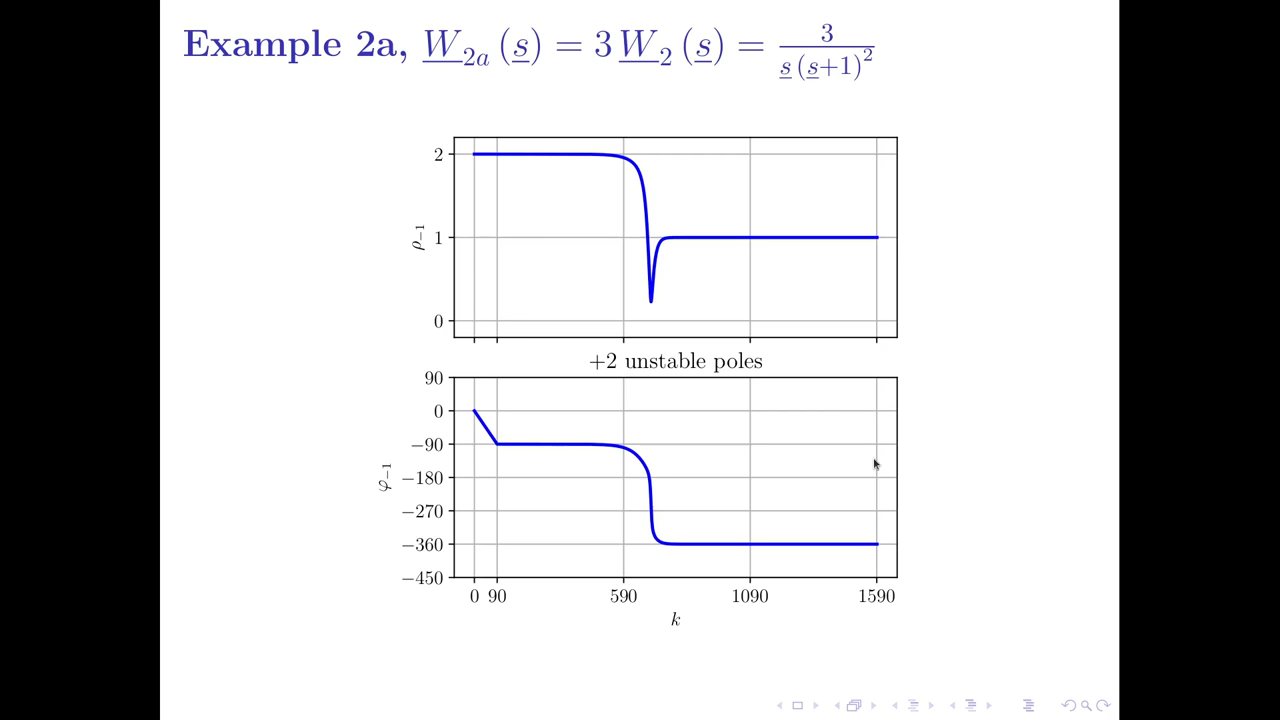 Example 2a, W₂ₐ (s) = 3 W₂ (s) = 3 / s (s+1)²
2
1
0
ρ₋₁
+2 unstable poles
90
0
−90
−180
−270
−360
−450
φ₋₁
0 90 590 1090 1590
k